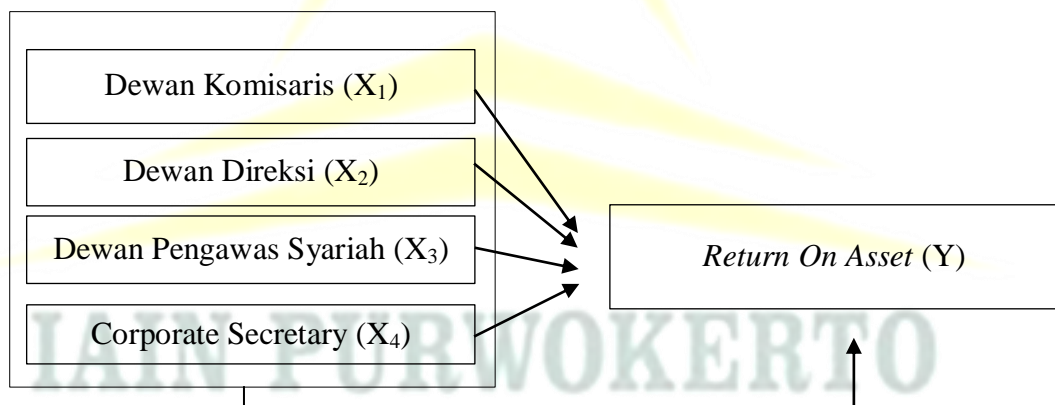 Dewan Komisaris (X₁)
Dewan Direksi (X₂)
Dewan Pengawas Syariah (X₃)
Return On Asset (Y)
Corporate Secretary (X₄)
IAIN PURWOKERTO